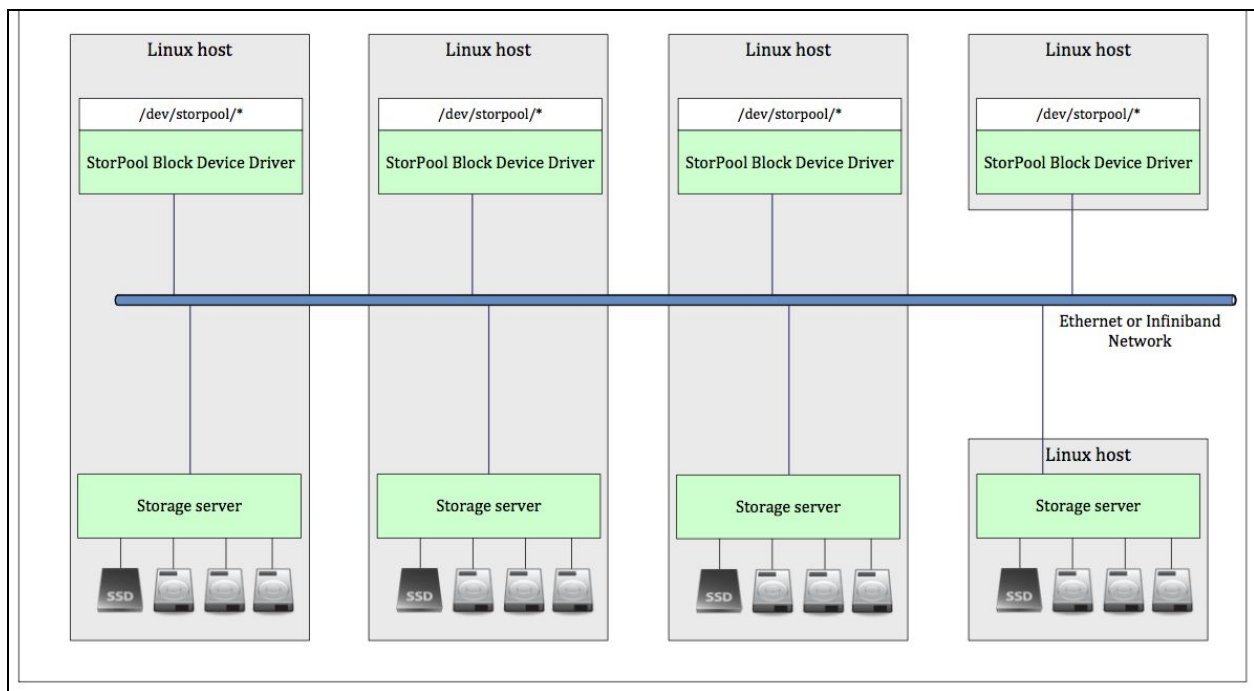 Linux host
Linux host
Linux host
Linux host
/dev/storpool/*
/dev/storpool/*
/dev/storpool/*
/dev/storpool/*
StorPool Block Device Driver
StorPool Block Device Driver
StorPool Block Device Driver
StorPool Block Device Driver
Ethernet or Infiniband
Network
Linux host
Storage server
Storage server
Storage server
Storage server
SSD
SSD
SSD
SSD